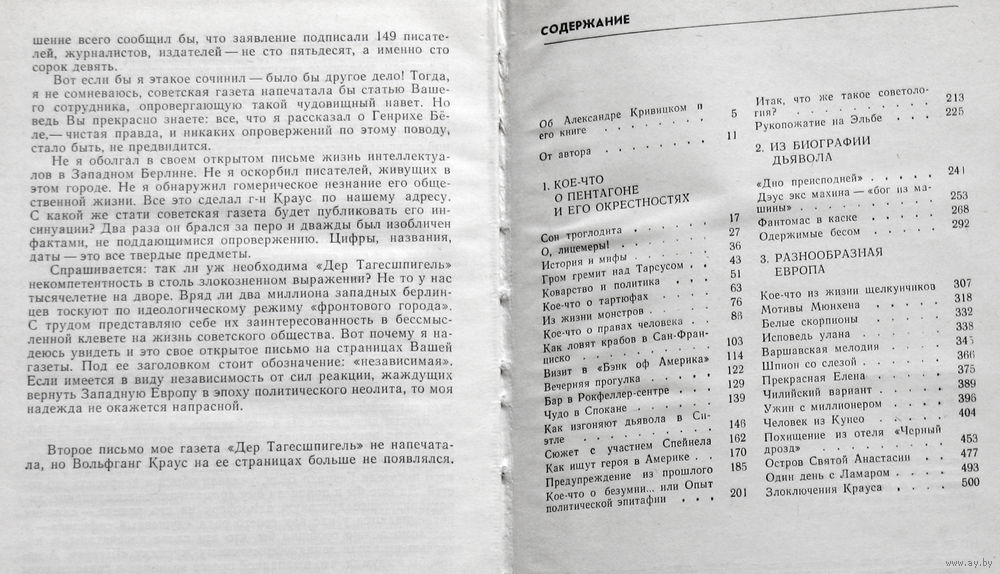 шение всего сообщил бы, что заявление подписали 149 писате-
лей, журналистов, издателей — не сто пятьдесят, а именно сто
сорок девять.
Вот если бы я этакое сочинил — было бы другое дело! Тогда,
я не сомневаюсь, советская газета напечатала бы статью Ваше-
го сотрудника, опровергающую такой чудовищный навет. Но
ведь Вы прекрасно знаете: все, что я рассказал о Генрихе Бё-
ле,— чистая правда, и никаких опровержений по этому поводу,
стало быть, не предвидится.
Не я оболгал в своем открытом письме жизнь интеллектуа-
лов в Западном Берлине. Не я оскорбил писателей, живущих в
этом городе. Не я обнаружил гомерическое незнание его обще-
ственной жизни. Все это сделал г-н Краус по нашему адресу.
С какой же стати советская газета будет публиковать его ин-
синуации? Два раза он брался за перо и дважды был изобличен
фактами, не поддающимися опровержению. Цифры, названия,
даты — это все твердые предметы.
Спрашивается: так ли уж необходима «Дер Тагесшпигель»
некомпетентность в столь злокозненном выражении? Не то у нас
тысячелетие на дворе. Вряд ли два миллиона западных берлин-
цев тоскуют по идеологическому режиму «фронтового города».
С трудом представляю себе их заинтересованность в бессмыс-
ленной клевете на жизнь советского общества. Вот почему я на-
деюсь увидеть и это свое открытое письмо на страницах Вашей
газеты. Под ее заголовком стоит обозначение: «независимая».
Если имеется в виду независимость от сил реакции, жаждущих
вернуть Западную Европу в эпоху политического неолита, то моя
надежда не окажется напрасной.
Второе письмо мое газета «Дер Тагесшпигель» не напечата-
ла, но Вольфганг Краус на ее страницах больше не появлялся.
СОДЕРЖАНИЕ
Об Александре Кривицком и
его книге . . . . . . . 5
От автора . . . . . . . 11
1. КОЕ-ЧТО
О ПЕНТАГОНЕ
И ЕГО ОКРЕСТНОСТЯХ
Сон троглодита . . . . . 17
О, лицемеры! . . . . . . 27
История и мифы . . . . . 36
Гром гремит над Тарсусом . . 43
Коварство и политика . . . 51
Кое-что о тартюфах . . . . 63
Из жизни монстров . . . . 76
Кое-что о правах человека . . 88
Как ловят крабов в Сан-Фран-
циско . . . . . . . . 103
Визит в «Бэнк оф Америка» 114
Вечерняя прогулка . . . . 122
Бар в Рокфеллер-сентре . . . 129
Чудо в Спокане . . . . . 139
Как изгоняют дьявола в Си-
этле . . . . . . . . 146
Сюжет с участием Спейнела 162
Как ищут героя в Америке . . 170
Предупреждение из прошлого 185
Кое-что о безумии... или Опыт
политической эпитафии . . . 201
Итак, что же такое советоло-
гия? . . . . . . . . 213
Рукопожатие на Эльбе . . . 225
2. ИЗ БИОГРАФИИ
ДЬЯВОЛА
«Дно преисподней» . . . . . 241
Дэус экс махина — «бог из ма-
шины» . . . . . . . . 253
Фантомас в каске . . . . . 268
Одержимые бесом . . . . . 292
3. РАЗНООБРАЗНАЯ
ЕВРОПА
Кое-что из жизни щелкунчиков 307
Мотивы Мюнхена . . . . . 318
Белые скорпионы . . . . . 332
Исповедь улана . . . . . 338
Варшавская мелодия . . . . 345
Шпион со слезой . . . . . 366
Прекрасная Елена . . . . . 375
Чилийский вариант . . . . 389
Ужин с миллионером . . . . 396
Человек из Кунео . . . . . 404
Похищение из отеля «Черный
дрозд» . . . . . . . . 453
Остров Святой Анастасии . . 477
Один день с Ламаром . . . . 493
Злоключения Крауса . . . . 500
www.ay.by